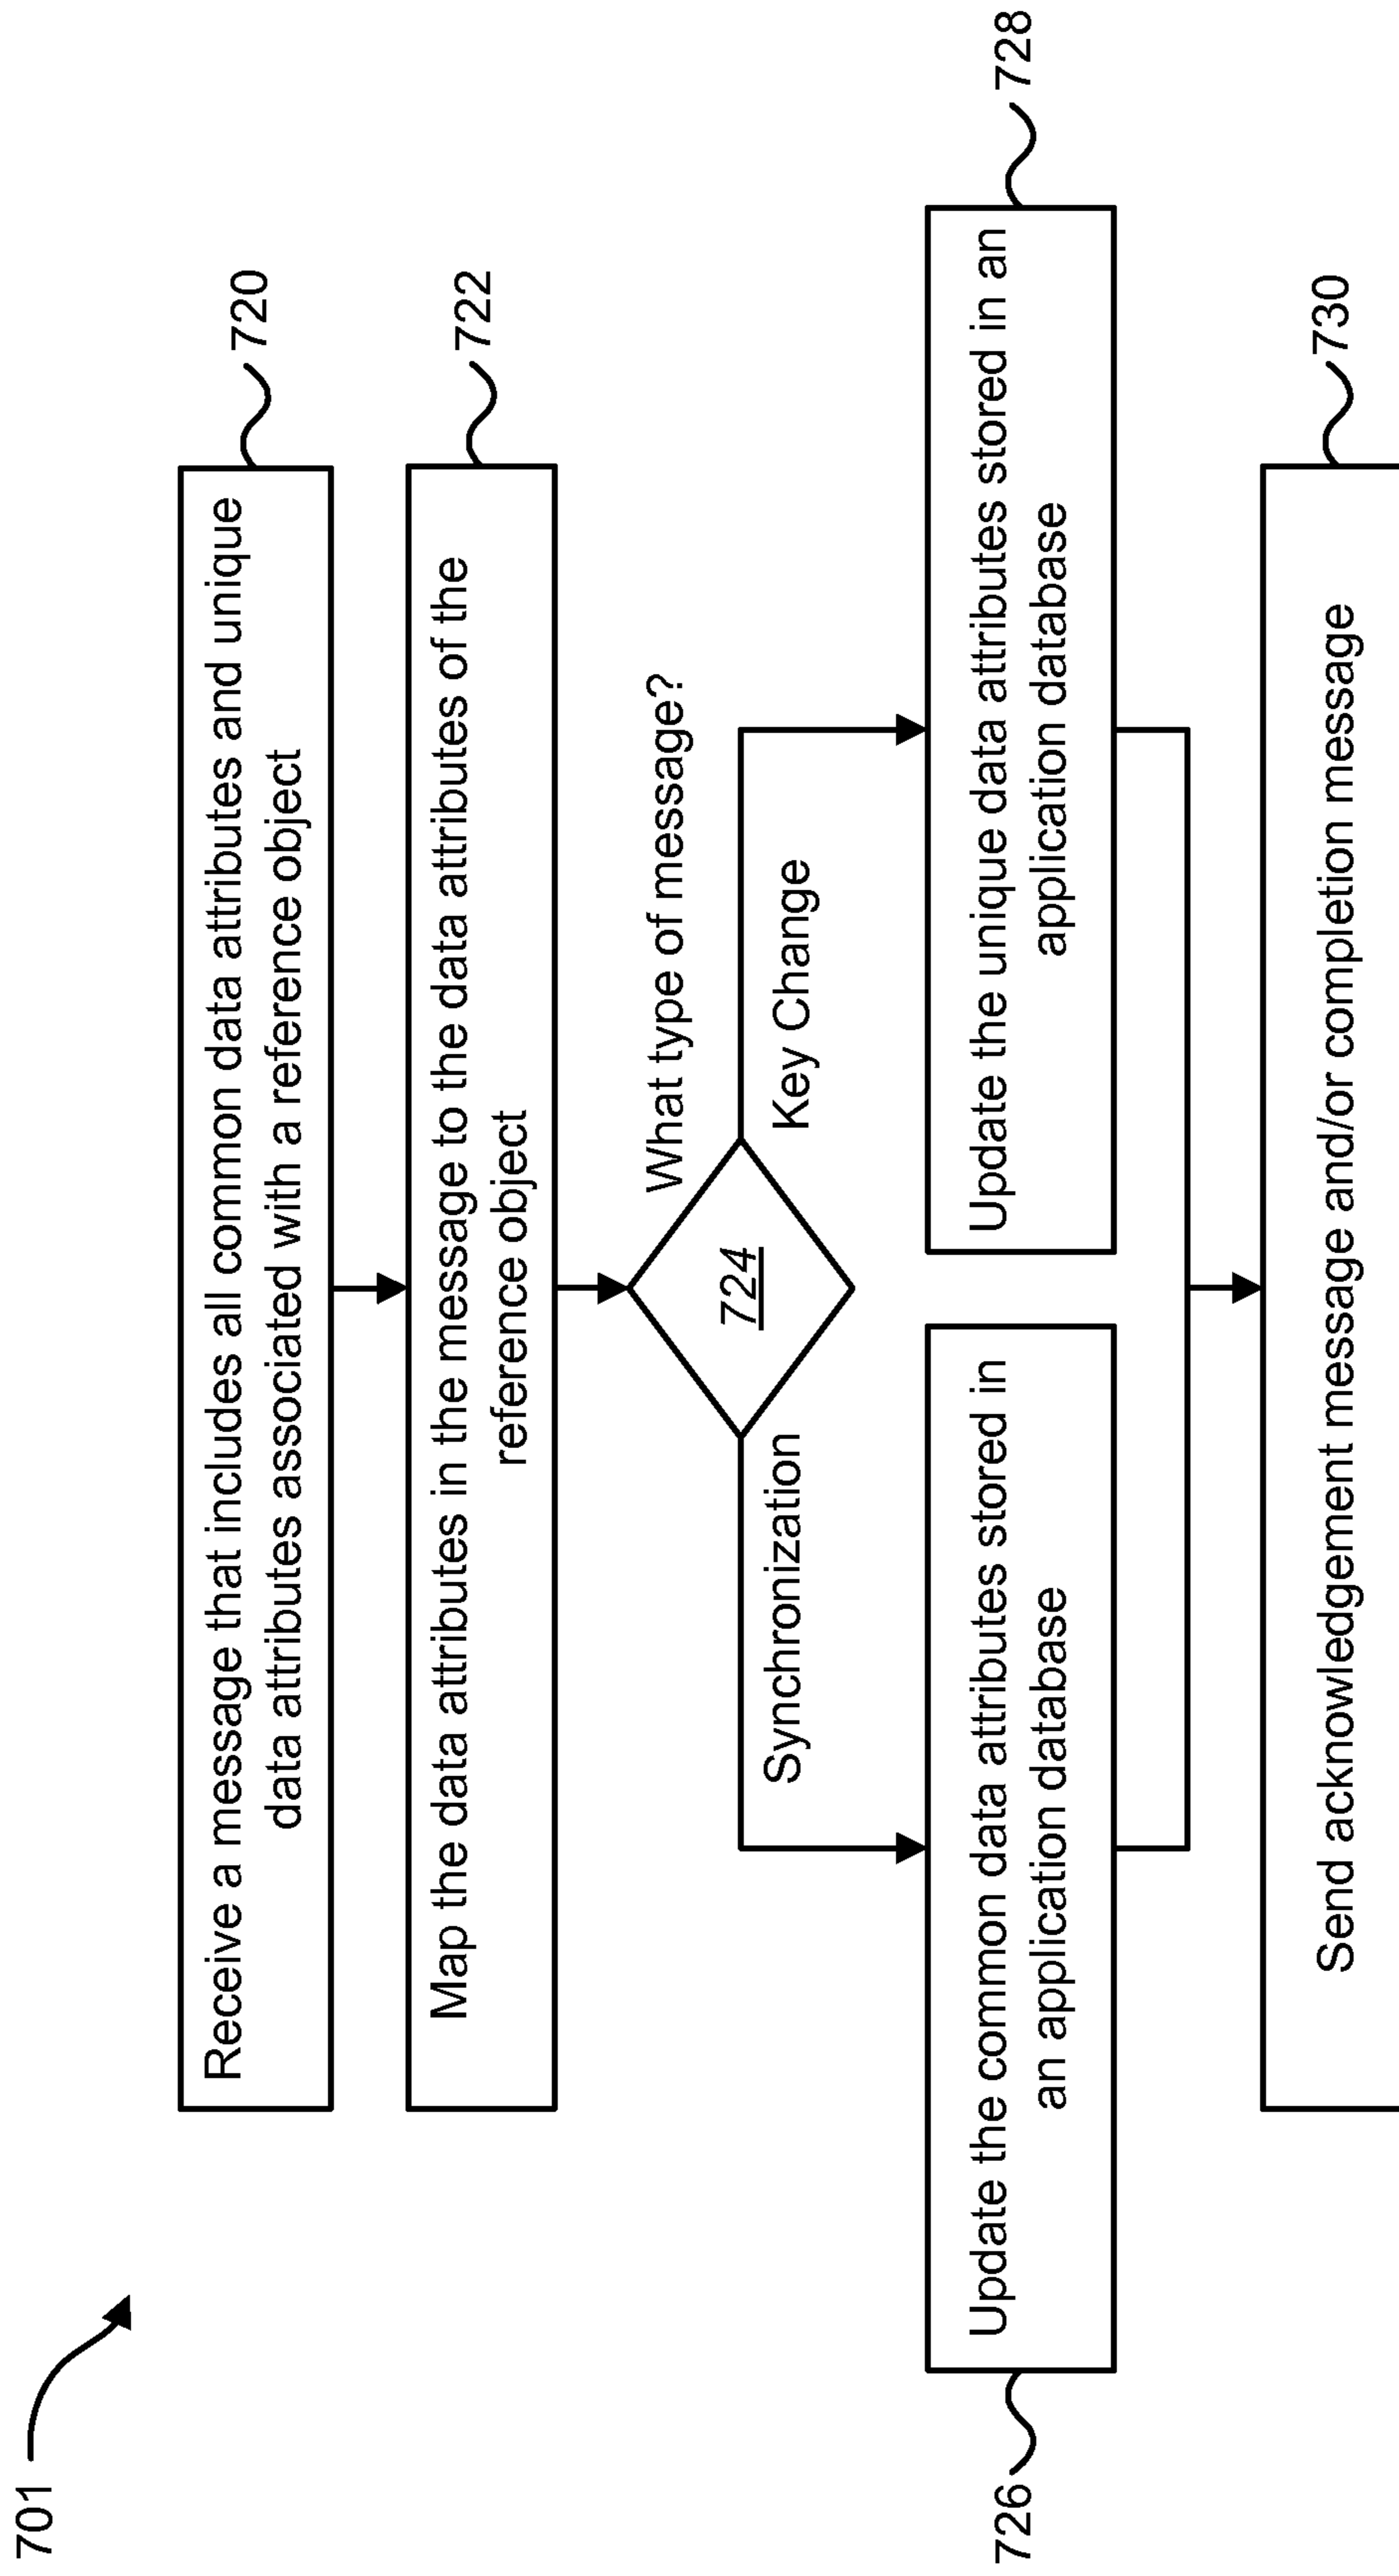 701
Receive a message that includes all common data attributes and unique
data attributes associated with a reference object
720
Map the data attributes in the message to the data attributes of the
reference object
722
What type of message?
724
Synchronization
Key Change
Update the common data attributes stored in
an application database
726
Update the unique data attributes stored in an
application database
728
Send acknowledgement message and/or completion message
730